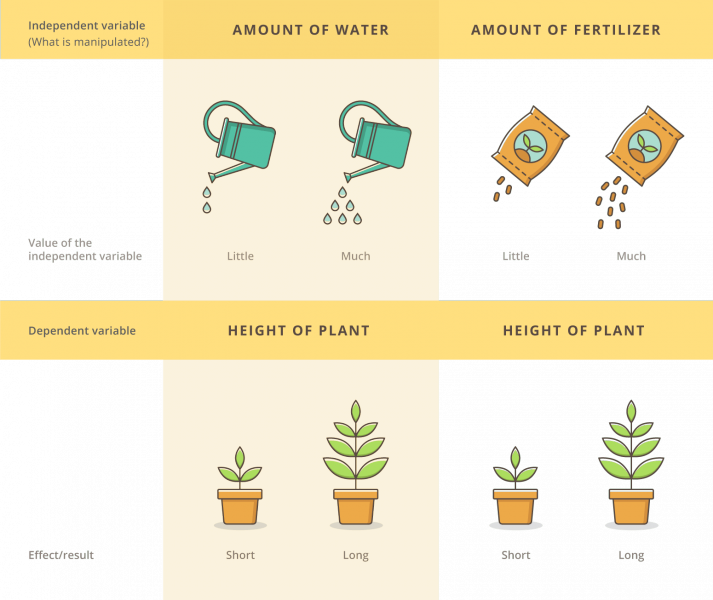 Independent variable
(What is manipulated?)
AMOUNT OF WATER
AMOUNT OF FERTILIZER
Value of the
independent variable
Little
Much
Little
Much
Dependent variable
HEIGHT OF PLANT
HEIGHT OF PLANT
Effect/result
Short
Long
Short
Long